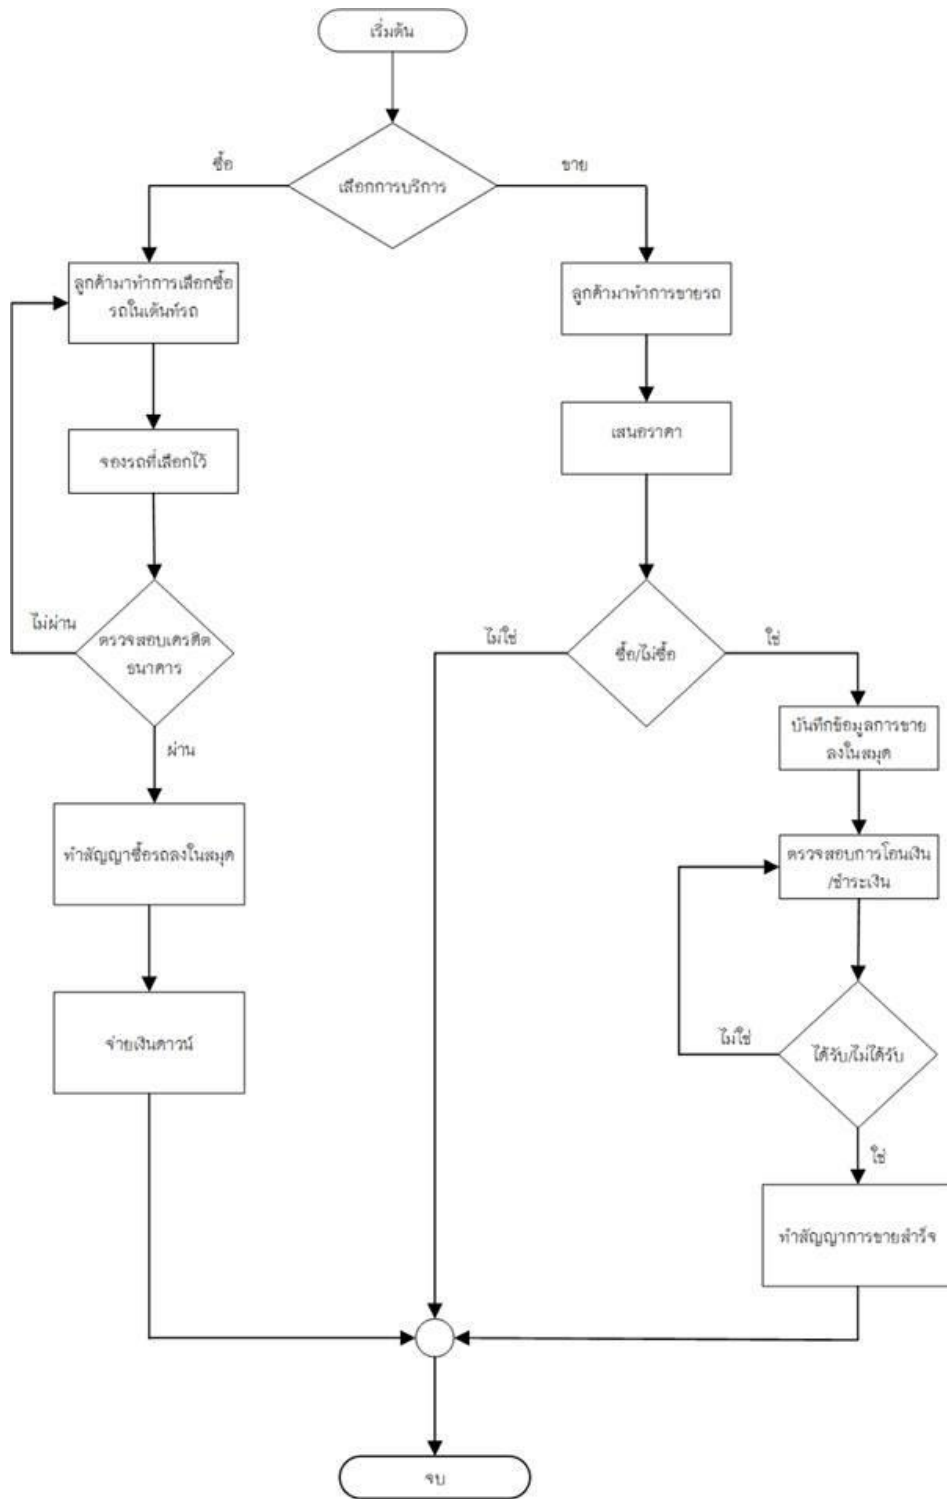 เริ่มต้น
เลือกการบริการ
ซื้อ
ขาย
ลูกค้ามาทำการเลือกซื้อ
รถในเต้นท์รถ
ลูกค้ามาทำการขายรถ
เสนอราคา
จองรถที่เลือกไว้
ไม่ผ่าน
ตรวจสอบเครดิต
ธนาคาร
ผ่าน
ไม่ใช่
ซื้อ/ไม่ซื้อ
ใช่
บันทึกข้อมูลการขาย
ลงในสมุด
ทำสัญญาซื้อรถลงในสมุด
ตรวจสอบการโอนเงิน
/ชำระเงิน
จ่ายเงินดาวน์
ไม่ใช่
ได้รับ/ไม่ได้รับ
ใช่
ทำสัญญาการขายสำร็จ
จบ